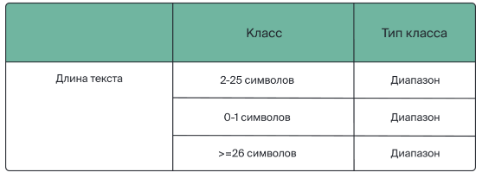 Класс Тип класса
Длина текста 2-25 символов Диапазон
0-1 символов Диапазон
>=26 символов Диапазон